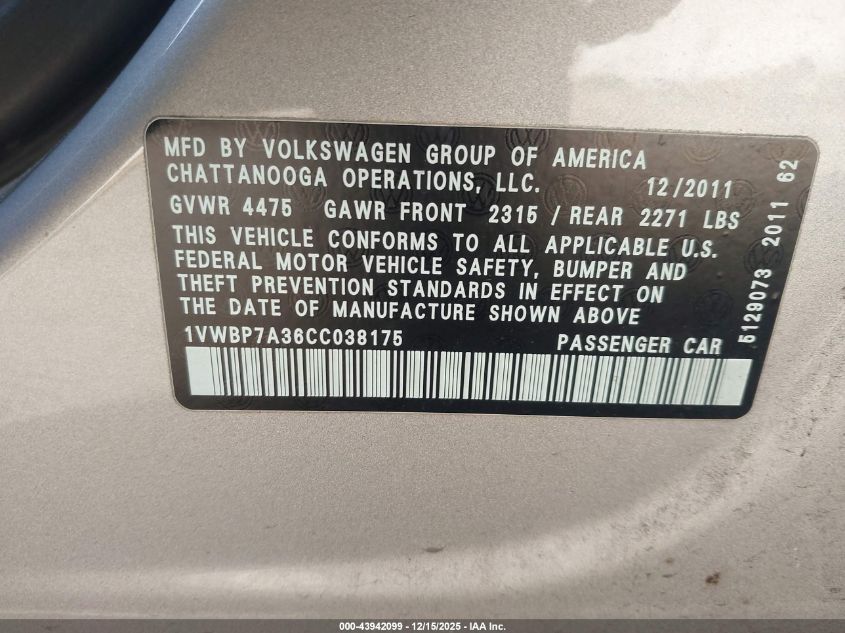 MFD BY VOLKSWAGEN GROUP OF AMERICA
CHATTANOOGA OPERATIONS, LLC. 12/2011
GVWR 4475 GAWR FRONT 2315 / REAR 2271 LBS
THIS VEHICLE CONFORMS TO ALL APPLICABLE U.S.
FEDERAL MOTOR VEHICLE SAFETY, BUMPER AND
THEFT PREVENTION STANDARDS IN EFFECT ON
THE DATE OF MANUFACTURE SHOWN ABOVE
1VWBP7A36CC038175 PASSENGER CAR
5129073 2011 62
000-43942099 - 12/15/2025 - IAA Inc.